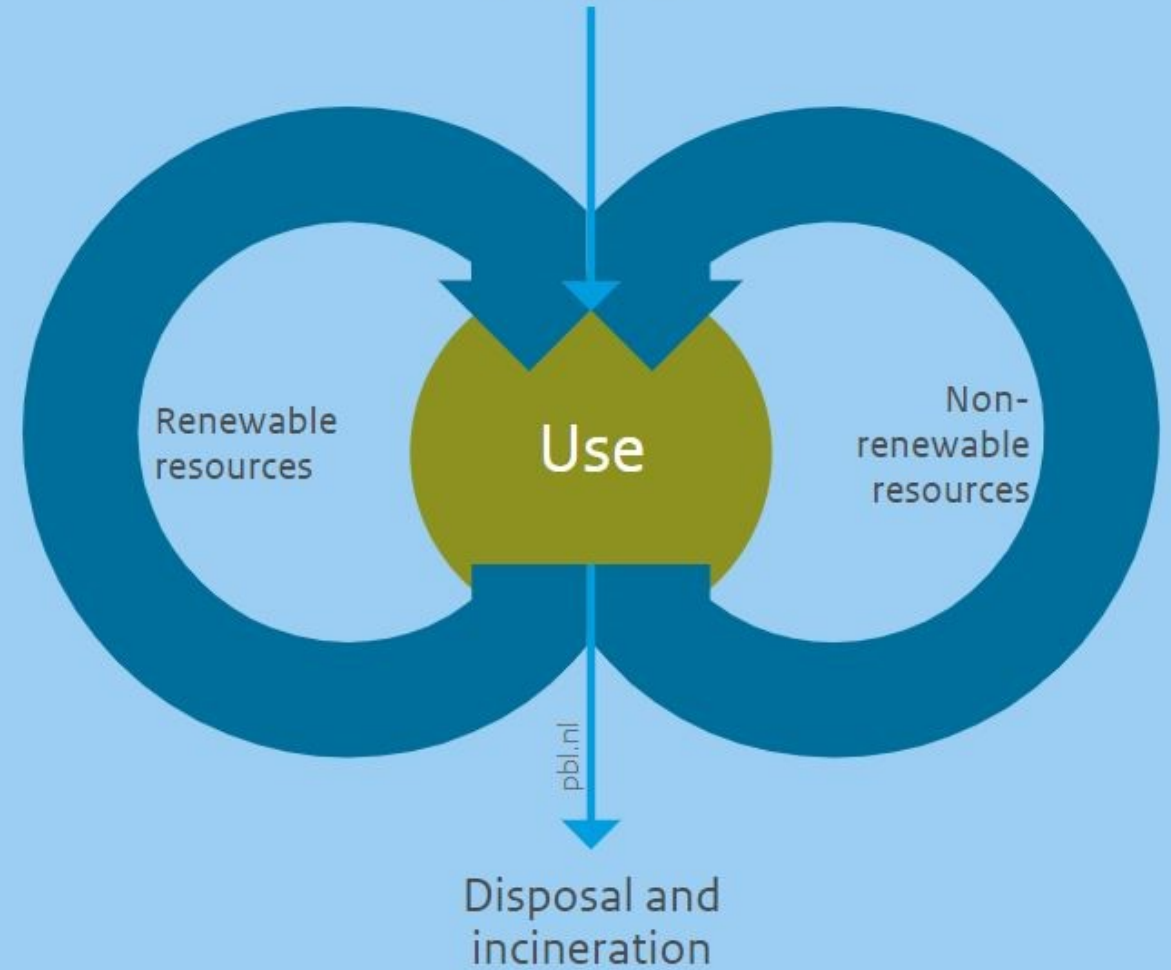 Renewable
resources
Use
Non-
renewable
resources
pbl.nl
Disposal and
incineration